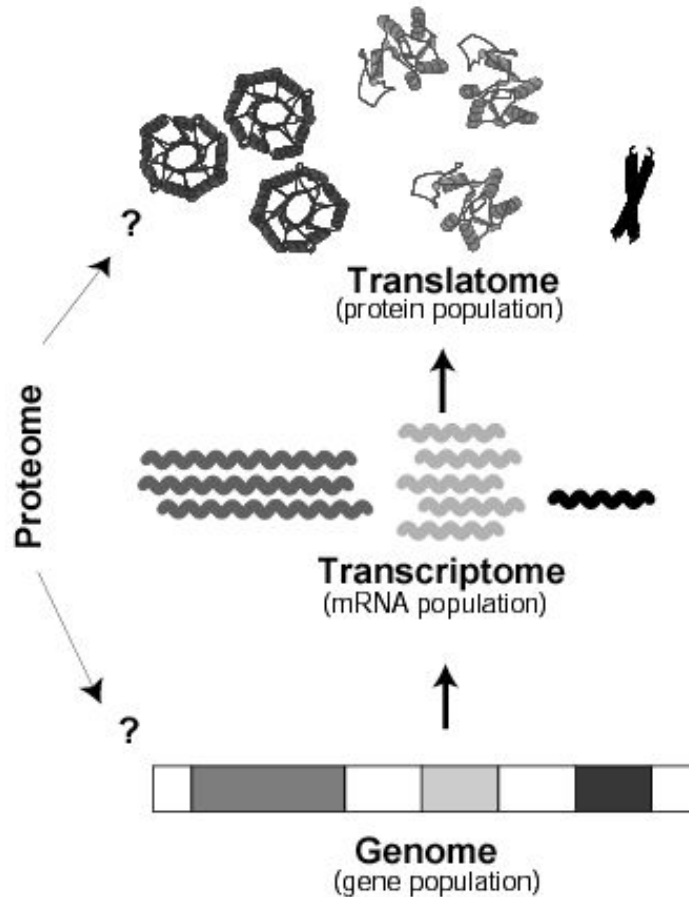 ?
Translatome
(protein population)
Proteome
Transcriptome
(mRNA population)
?
Genome
(gene population)